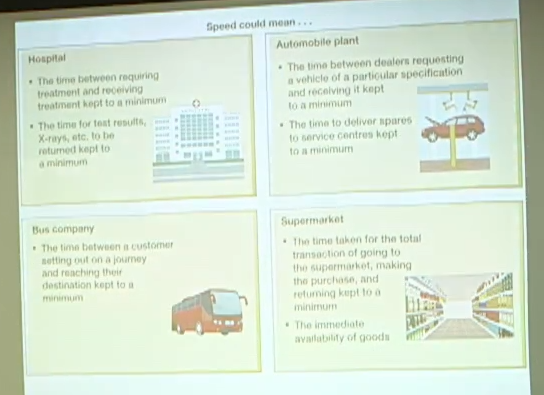 Speed could mean . . .
Hospital
• The time between requiring
treatment and receiving
treatment kept to a minimum
• The time for test results,
X-rays, etc. to be
returned kept to
a minimum
Automobile plant
• The time between dealers requesting
a vehicle of a particular specification
and receiving it kept
to a minimum
• The time to deliver spares
to service centres kept
to a minimum
Bus company
• The time between a customer
setting out on a journey
and reaching their
destination kept to a
minimum
Supermarket
• The time taken for the total
transaction of going to
the supermarket, making
the purchase, and
returning kept to a
minimum
• The immediate
availability of goods